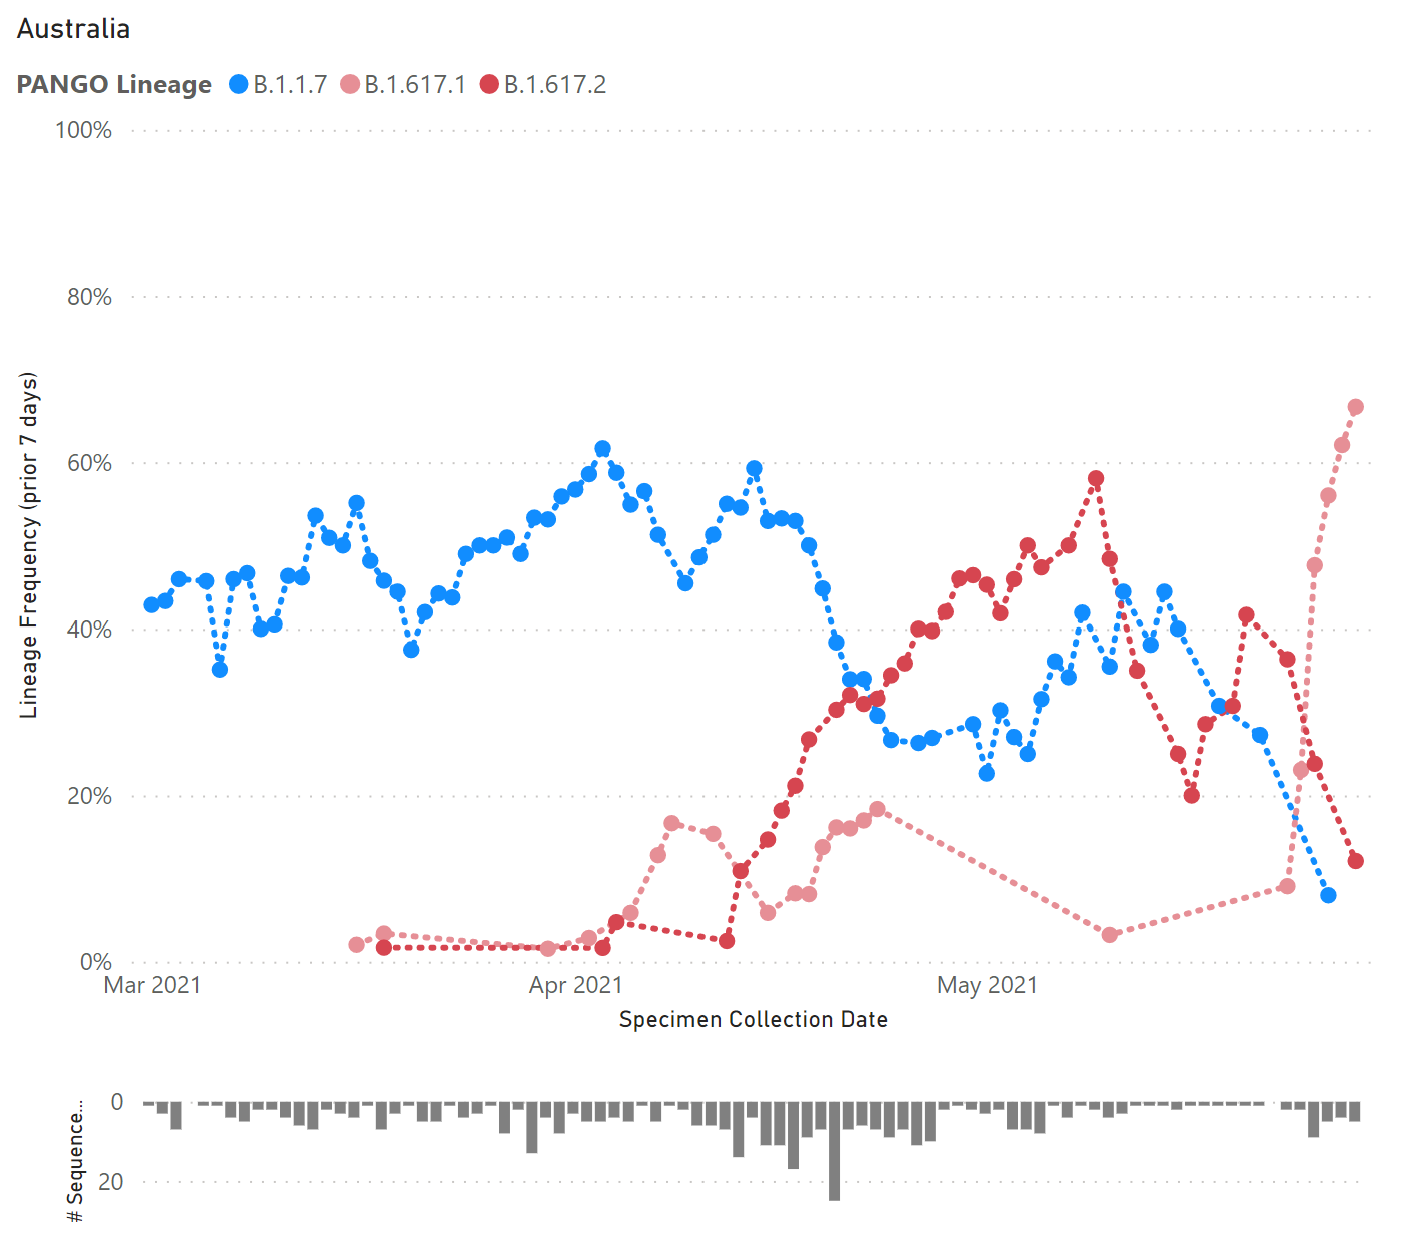 Australia
PANGO Lineage B.1.1.7 B.1.617.1 B.1.617.2
100%
80%
60%
40%
20%
0%
Lineage Frequency (prior 7 days)
Mar 2021 Apr 2021 May 2021
Specimen Collection Date
0
20
# Sequence...